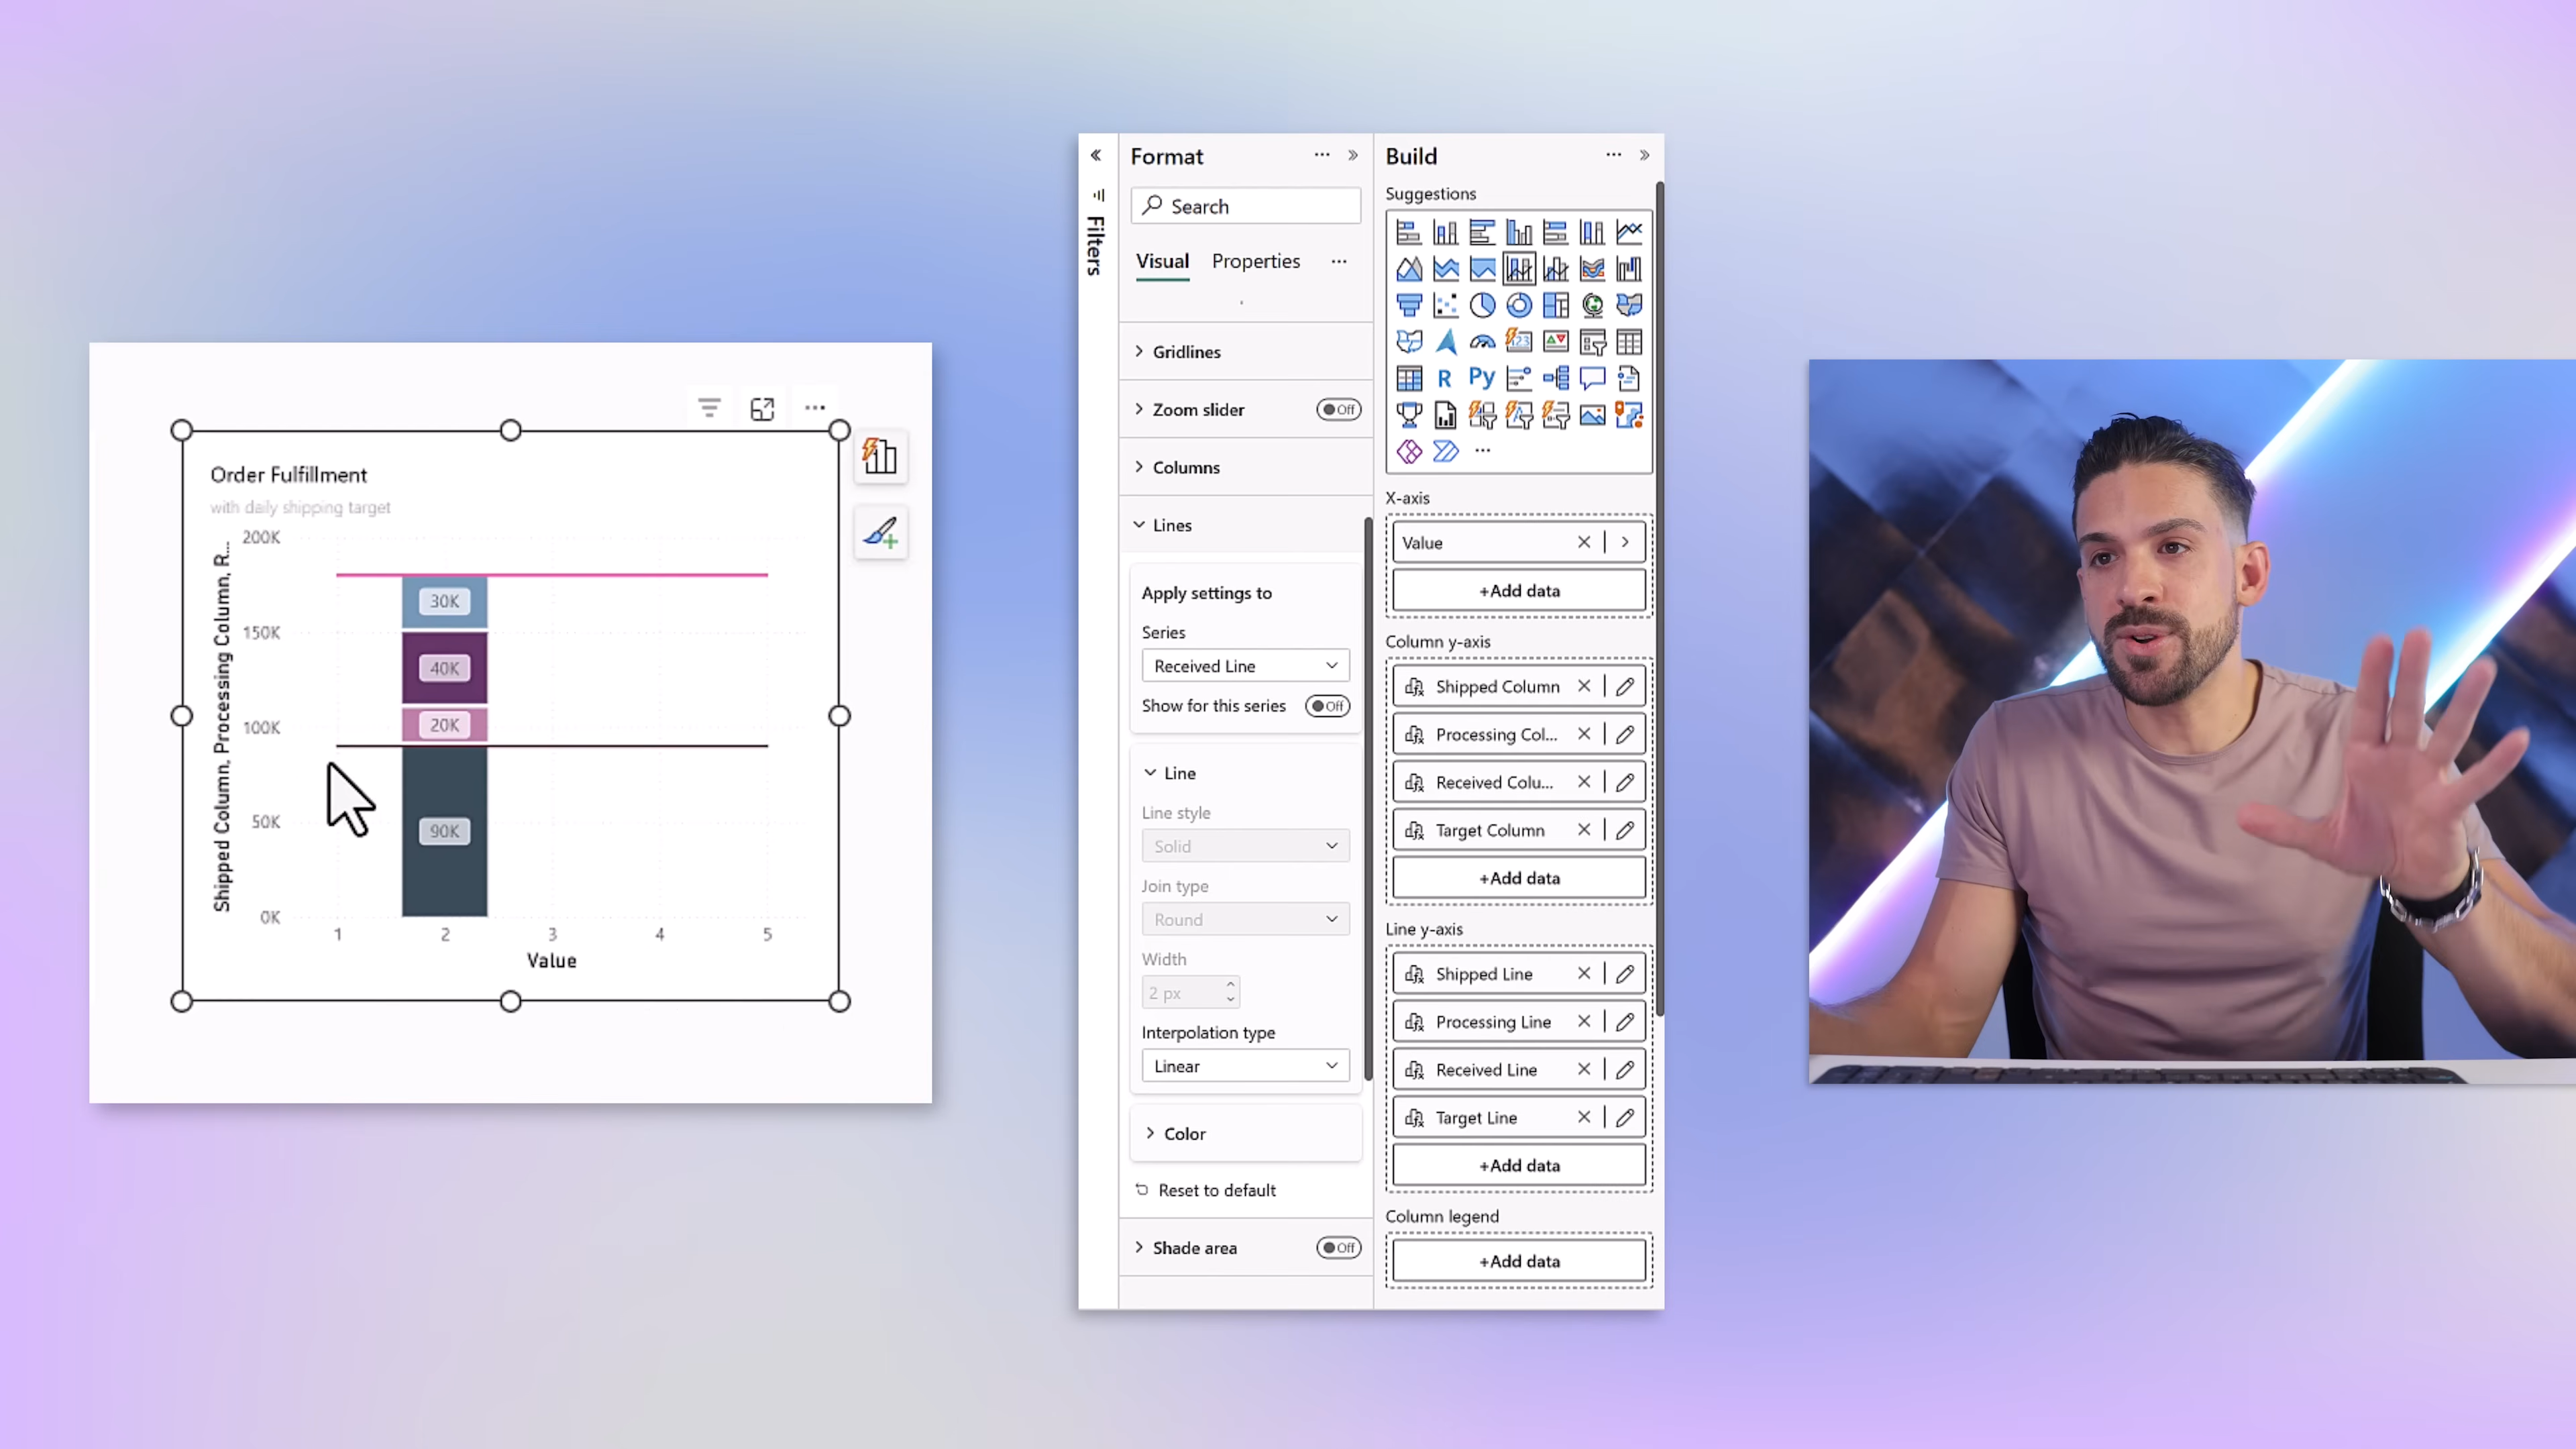 Order Fulfillment
with daily shipping target
Shipped Column, Processing Column, R...
200K
150K
100K
50K
0K
30K
40K
20K
90K
1 2 3 4 5
Value
Filters
Format
Search
Visual Properties
Gridlines
Zoom slider Off
Columns
Lines
Apply settings to
Series
Received Line
Show for this series Off
Line
Line style
Solid
Join type
Round
Width
2 px
Interpolation type
Linear
Color
Reset to default
Shade area Off
Build
Suggestions
123
R Py
X-axis
Value
+Add data
Column y-axis
Shipped Column
Processing Col...
Received Colu...
Target Column
+Add data
Line y-axis
Shipped Line
Processing Line
Received Line
Target Line
+Add data
Column legend
+Add data